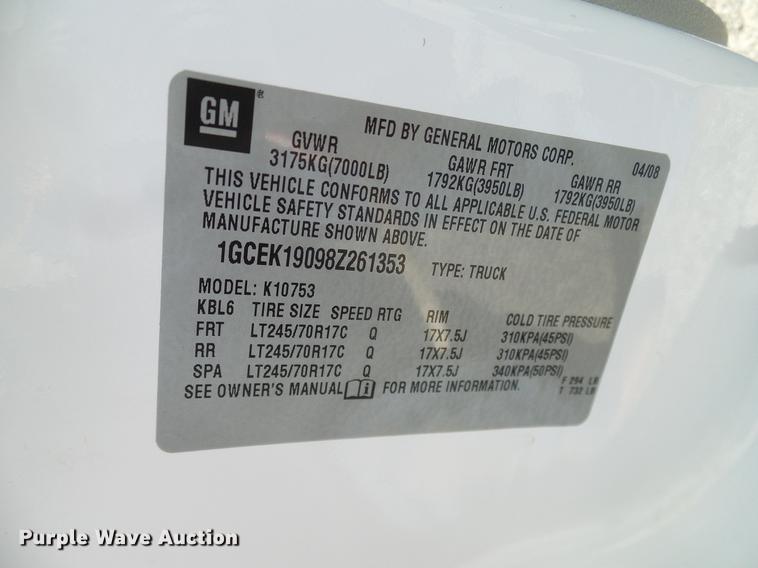 GM
MFD BY GENERAL MOTORS CORP. 04/08
GVWR GAWR FRT GAWR RR
3175KG(7000LB) 1792KG(3950LB) 1792KG(3950LB)
THIS VEHICLE CONFORMS TO ALL APPLICABLE U.S. FEDERAL MOTOR
VEHICLE SAFETY STANDARDS IN EFFECT ON THE DATE OF
MANUFACTURE SHOWN ABOVE.
1GCEK19098Z261353 TYPE: TRUCK
MODEL: K10753
KBL6 TIRE SIZE SPEED RTG RIM COLD TIRE PRESSURE
FRT LT245/70R17C Q 17X7.5J 310KPA(45PSI)
RR LT245/70R17C Q 17X7.5J 310KPA(45PSI)
SPA LT245/70R17C Q 17X7.5J 340KPA(50PSI)
SEE OWNER'S MANUAL FOR MORE INFORMATION.
F 294 LR
T 732 LB
Purple Wave Auction